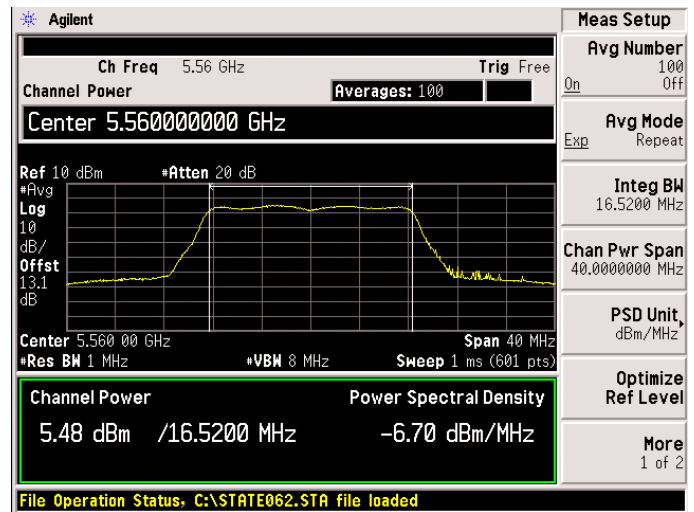 Agilent
Meas Setup
Ch Freq 5.56 GHz Trig Free
Channel Power Averages: 100
Center 5.560000000 GHz
Ref 10 dBm #Atten 20 dB
#Avg
Log
10
dB/
Offst
13.1
dB
Center 5.560 00 GHz Span 40 MHz
#Res BW 1 MHz #VBW 8 MHz Sweep 1 ms (601 pts)
Channel Power Power Spectral Density
5.48 dBm /16.5200 MHz -6.70 dBm/MHz
File Operation Status, C:\STATE062.STA file loaded
Avg Number
100
On Off
Avg Mode
Exp Repeat
Integ BW
16.5200 MHz
Chan Pwr Span
40.0000000 MHz
PSD Unit
dBm/MHz
Optimize
Ref Level
More
1 of 2